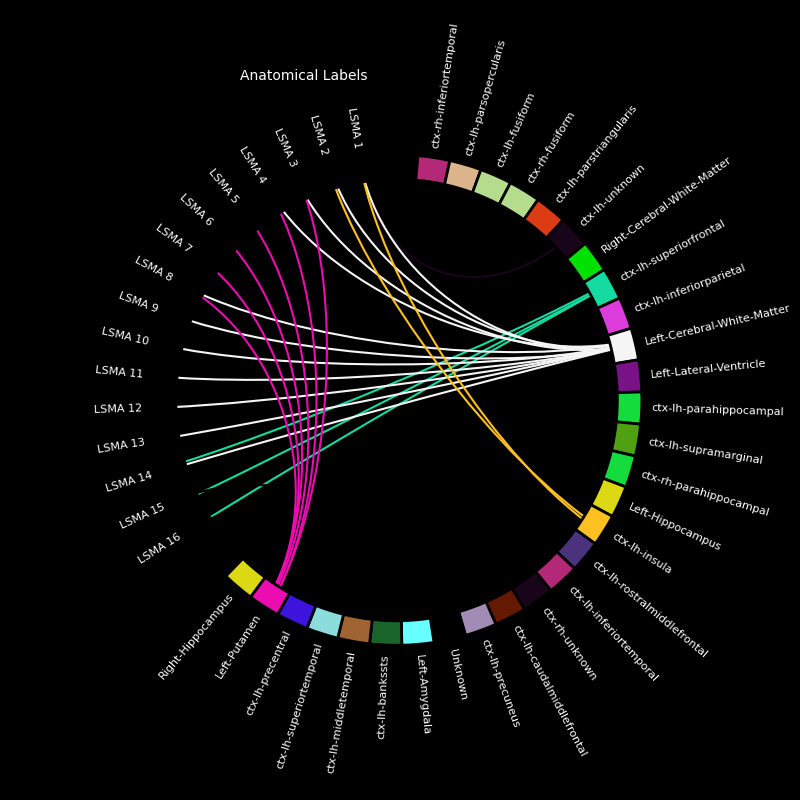 Anatomical Labels
ctx-rh-inferiortemporal
ctx-lh-parsopercularis
ctx-lh-fusiform
ctx-rh-fusiform
ctx-lh-parstriangularis
ctx-lh-unknown
Right-Cerebral-White-Matter
ctx-lh-superiorfrontal
ctx-lh-inferiorparietal
Left-Cerebral-White-Matter
Left-Lateral-Ventricle
ctx-lh-parahippocampal
ctx-lh-supramarginal
ctx-rh-parahippocampal
Left-Hippocampus
ctx-lh-insula
ctx-lh-rostralmiddlefrontal
ctx-lh-inferiortemporal
ctx-rh-unknown
ctx-lh-caudalmiddlefrontal
ctx-lh-precuneus
Unknown
Left-Amygdala
ctx-lh-bankssts
ctx-lh-middletemporal
ctx-lh-superiortemporal
ctx-lh-precentral
Left-Putamen
Right-Hippocampus
LSMA 16
LSMA 15
LSMA 14
LSMA 13
LSMA 12
LSMA 11
LSMA 10
LSMA 9
LSMA 8
LSMA 7
LSMA 6
LSMA 5
LSMA 4
LSMA 3
LSMA 2
LSMA 1